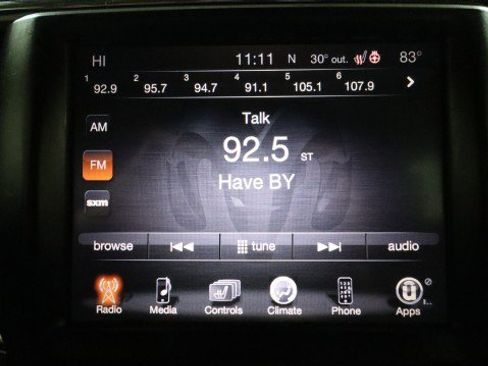 HI 11:11 N 30° out. 83°
1 92.9 2 95.7 3 94.7 4 91.1 5 105.1 6 107.9
AM
Talk
FM
92.5 ST
Have BY
sxm
browse tune audio
Radio Media Controls Climate Phone Apps